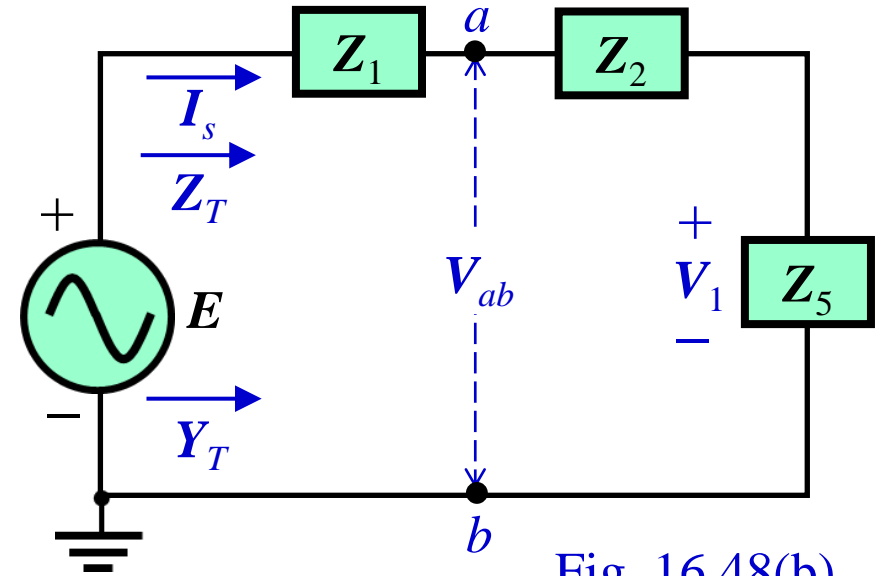 a
Z1
Z2
Is
ZT
+
+
Vab
V1
Z5
E
−
−
YT
b
Fig. 16.48(b)